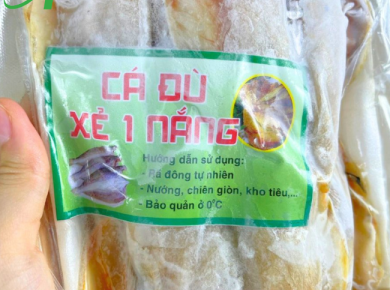 CÁ ĐÙ
XẺ 1 NẮNG
Hướng dẫn sử dụng:
- Rã đông tự nhiên
- Nướng, chiên giòn, kho tiêu,...
- Bảo quản ở 0°C